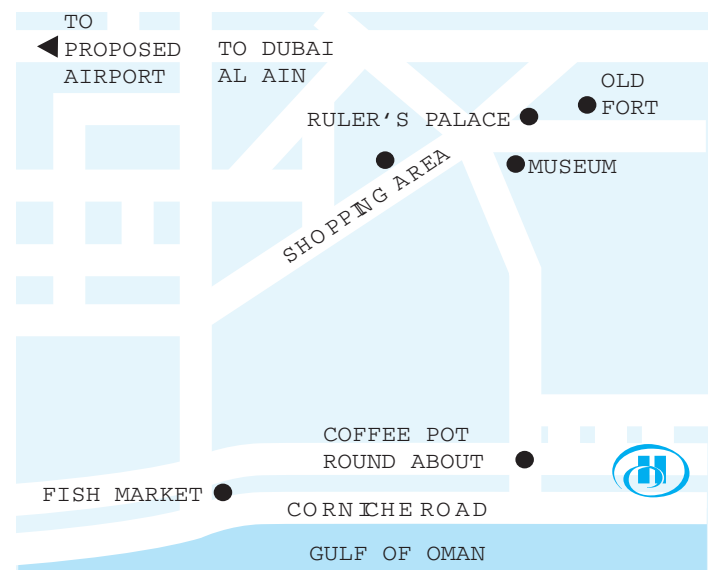 TO
PROPOSED
AIRPORT
TO DUBAI
AL AIN
OLD
FORT
RULER'S PALACE
MUSEUM
SHOPPING AREA
COFFEE POT
ROUND ABOUT
FISH MARKET
CORNICHE ROAD
GULF OF OMAN